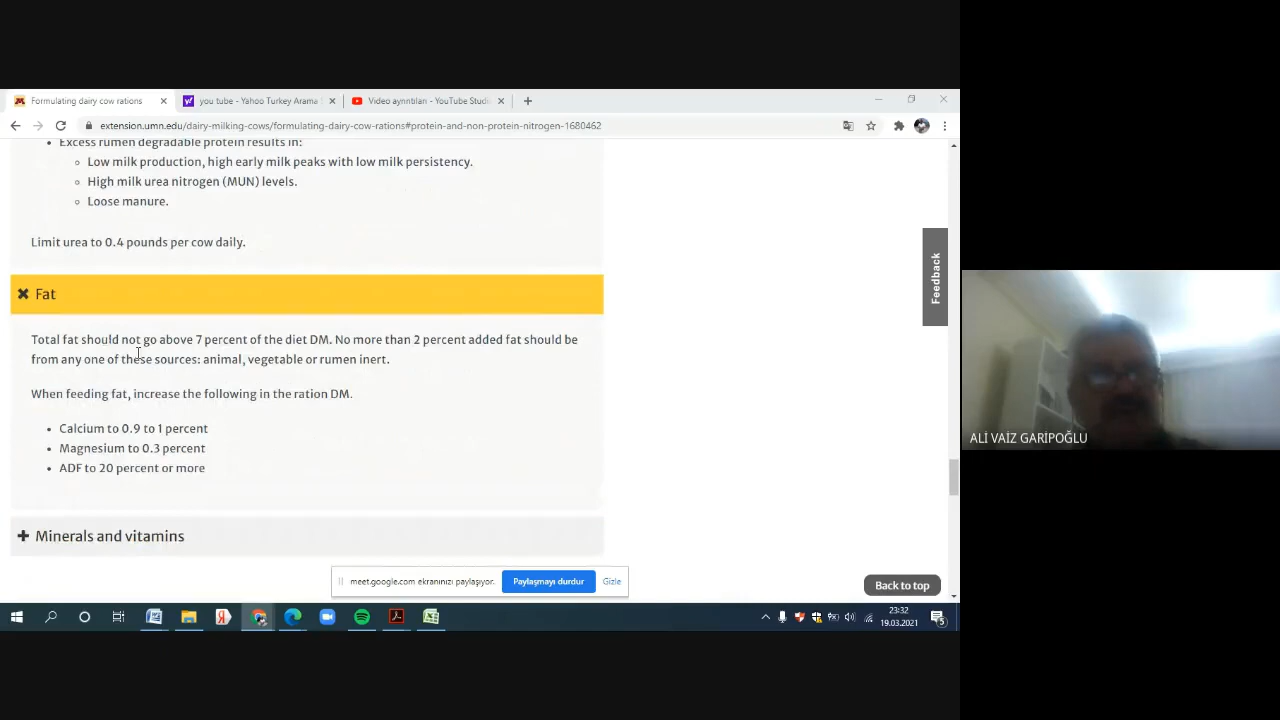 Formulating dairy cow rations
you tube - Yahoo Turkey Arama
Video ayrıntıları - YouTube Studi
extension.umn.edu/dairy-milking-cows/formulating-dairy-cow-rations#protein-and-non-protein-nitrogen-1680462
Excess rumen degradable protein results in:
Low milk production, high early milk peaks with low milk persistency.
High milk urea nitrogen (MUN) levels.
Loose manure.
Limit urea to 0.4 pounds per cow daily.
Feedback
Fat
Total fat should not go above 7 percent of the diet DM. No more than 2 percent added fat should be
from any one of these sources: animal, vegetable or rumen inert.
When feeding fat, increase the following in the ration DM.
Calcium to 0.9 to 1 percent
Magnesium to 0.3 percent
ADF to 20 percent or more
ALİ VAİZ GARİPOĞLU
Minerals and vitamins
meet.google.com ekranınızı paylaşıyor.
Paylaşmayı durdur
Gizle
Back to top
23:32
19.03.2021
5